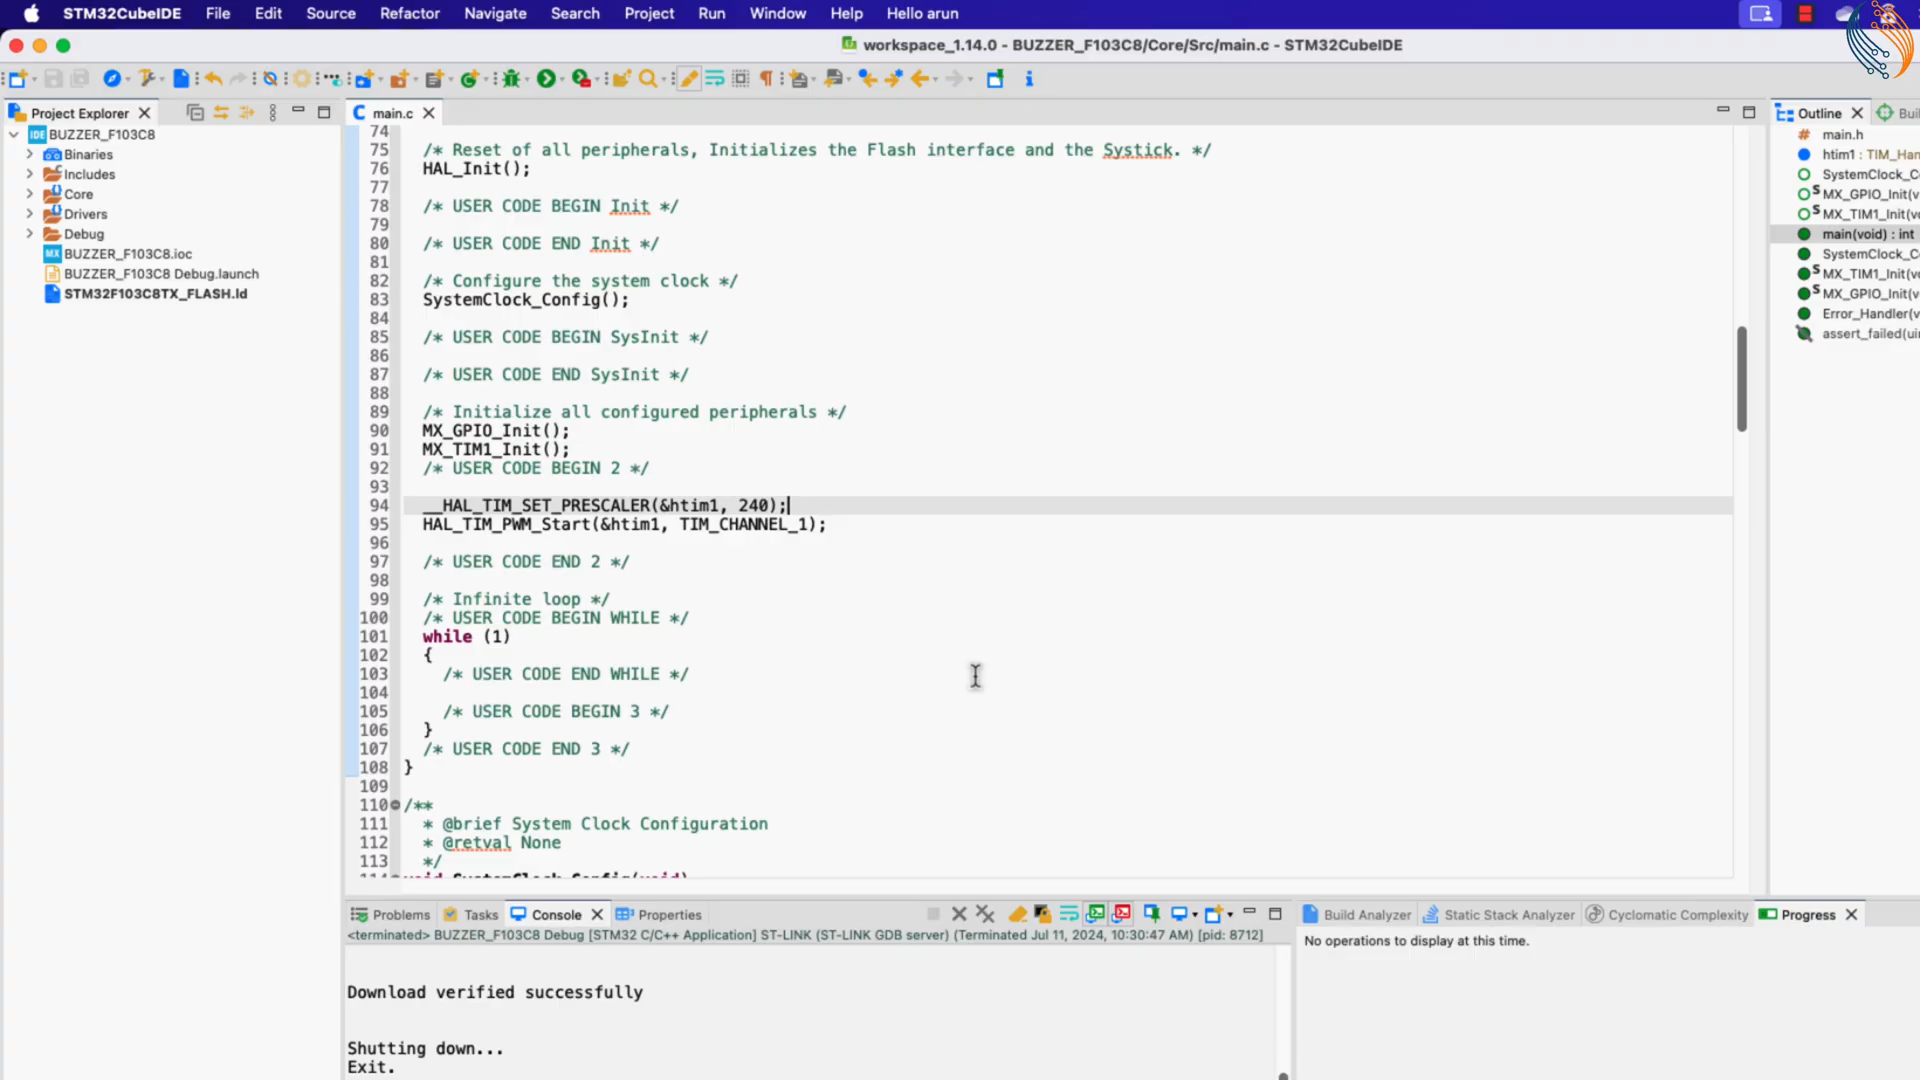 STM32CubeIDE File Edit Source Refactor Navigate Search Project Run Window Help Hello arun
workspace_1.14.0 - BUZZER_F103C8/Core/Src/main.c - STM32CubeIDE
Project Explorer
BUZZER_F103C8
Binaries
Includes
Core
Drivers
Debug
BUZZER_F103C8.ioc
BUZZER_F103C8 Debug.launch
STM32F103C8TX_FLASH.ld
main.c
74
75 /* Reset of all peripherals, Initializes the Flash interface and the Systick. */
76 HAL_Init();
77
78 /* USER CODE BEGIN Init */
79
80 /* USER CODE END Init */
81
82 /* Configure the system clock */
83 SystemClock_Config();
84
85 /* USER CODE BEGIN SysInit */
86
87 /* USER CODE END SysInit */
88
89 /* Initialize all configured peripherals */
90 MX_GPIO_Init();
91 MX_TIM1_Init();
92 /* USER CODE BEGIN 2 */
93
94 __HAL_TIM_SET_PRESCALER(&htim1, 240);
95 HAL_TIM_PWM_Start(&htim1, TIM_CHANNEL_1);
96
97 /* USER CODE END 2 */
98
99 /* Infinite loop */
100 /* USER CODE BEGIN WHILE */
101 while (1)
102 {
103 /* USER CODE END WHILE */
104
105 /* USER CODE BEGIN 3 */
106 }
107 /* USER CODE END 3 */
108 }
109
110 /**
111 * @brief System Clock Configuration
112 * @retval None
113 */
Outline Bui
main.h
htim1 : TIM_Han
SystemClock_Co
MX_GPIO_Init(v
MX_TIM1_Init(vo
main(void) : int
SystemClock_Co
MX_TIM1_Init(vo
MX_GPIO_Init(v
Error_Handler(v
assert_failed(uin
Problems Tasks Console Properties
<terminated> BUZZER_F103C8 Debug [STM32 C/C++ Application] ST-LINK (ST-LINK GDB server) (Terminated Jul 11, 2024, 10:30:47 AM) [pid: 8712]
Download verified successfully
Shutting down...
Exit.
Build Analyzer Static Stack Analyzer Cyclomatic Complexity Progress
No operations to display at this time.